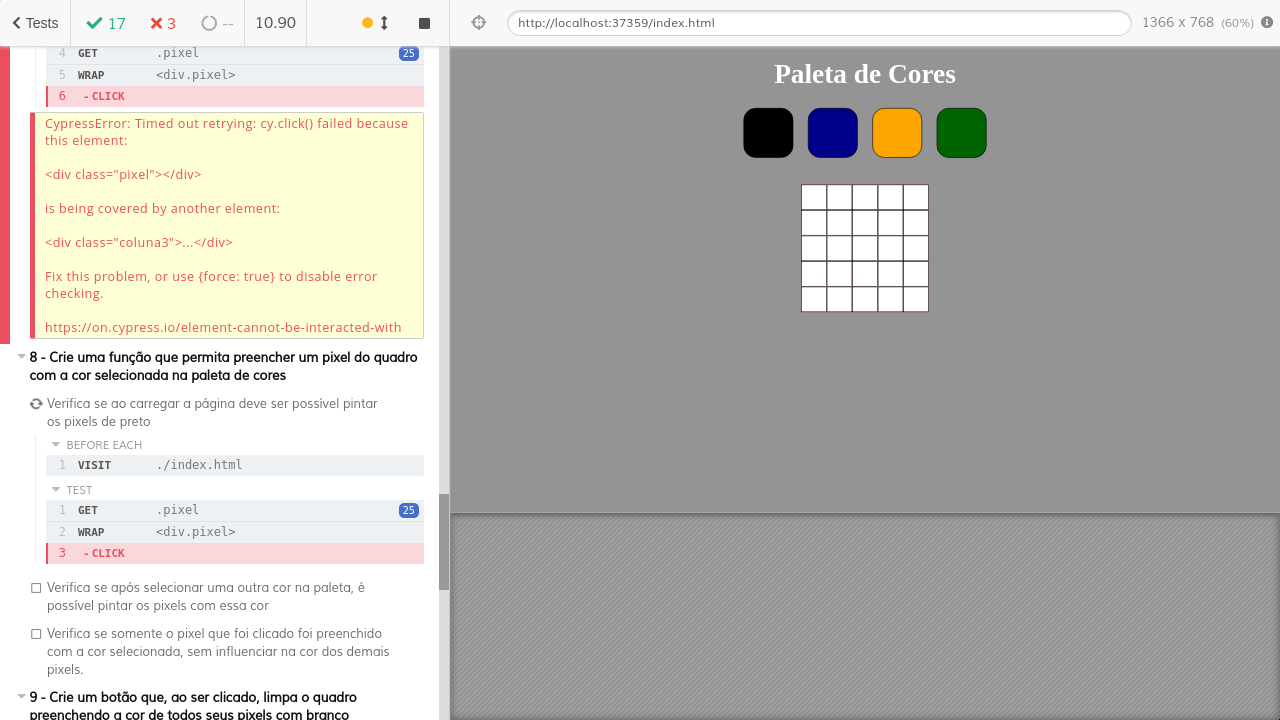 Tests 17 3 -- 10.90 http://localhost:37359/index.html 1366 x 768 (60%)
4 GET .pixel 25
5 WRAP <div.pixel>
6 - CLICK
CypressError: Timed out retrying: cy.click() failed because
this element:
<div class="pixel"></div>
is being covered by another element:
<div class="coluna3">...</div>
Fix this problem, or use {force: true} to disable error
checking.
https://on.cypress.io/element-cannot-be-interacted-with
8 - Crie uma função que permita preencher um pixel do quadro
com a cor selecionada na paleta de cores
Verifica se ao carregar a página deve ser possível pintar
os pixels de preto
BEFORE EACH
1 VISIT ./index.html
TEST
1 GET .pixel 25
2 WRAP <div.pixel>
3 - CLICK
Verifica se após selecionar uma outra cor na paleta, é
possível pintar os pixels com essa cor
Verifica se somente o pixel que foi clicado foi preenchido
com a cor selecionada, sem influenciar na cor dos demais
pixels.
9 - Crie um botão que, ao ser clicado, limpa o quadro
preenchendo a cor de todos seus pixels com branco
Paleta de Cores